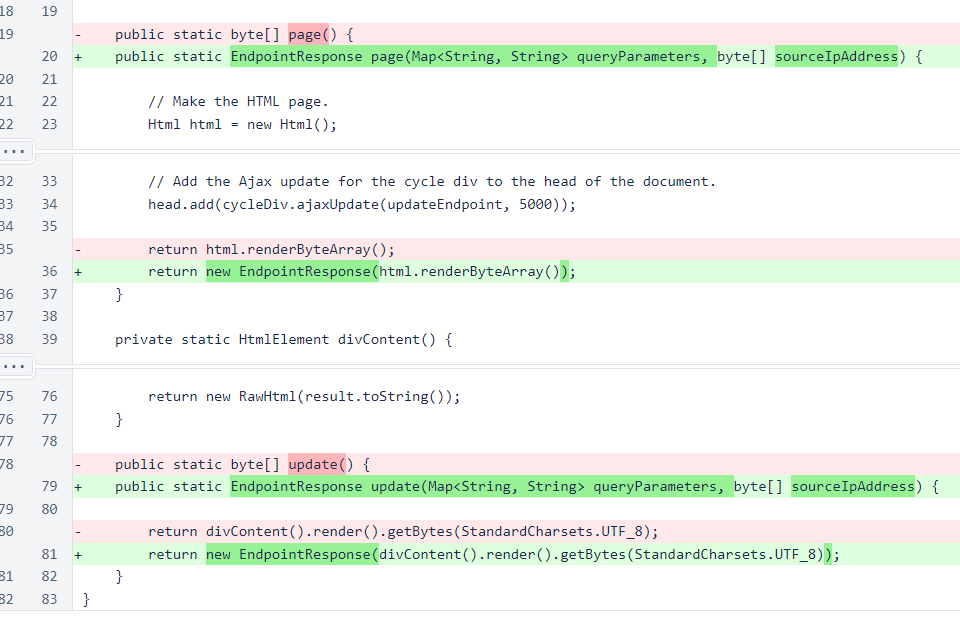 18 19
19 - public static byte[] page() {
20 + public static EndpointResponse page(Map<String, String> queryParameters, byte[] sourceIpAddress) {
20 21
21 22 // Make the HTML page.
22 23 Html html = new Html();
...
32 33 // Add the Ajax update for the cycle div to the head of the document.
33 34 head.add(cycleDiv.ajaxUpdate(updateEndpoint, 5000));
34 35
35 - return html.renderByteArray();
36 + return new EndpointResponse(html.renderByteArray());
36 37 }
37 38
38 39 private static HtmlElement divContent() {
...
75 76 return new RawHtml(result.toString());
76 77 }
77 78
78 - public static byte[] update() {
79 + public static EndpointResponse update(Map<String, String> queryParameters, byte[] sourceIpAddress) {
79 80
80 - return divContent().render().getBytes(StandardCharsets.UTF_8);
81 + return new EndpointResponse(divContent().render().getBytes(StandardCharsets.UTF_8));
81 82 }
82 83 }